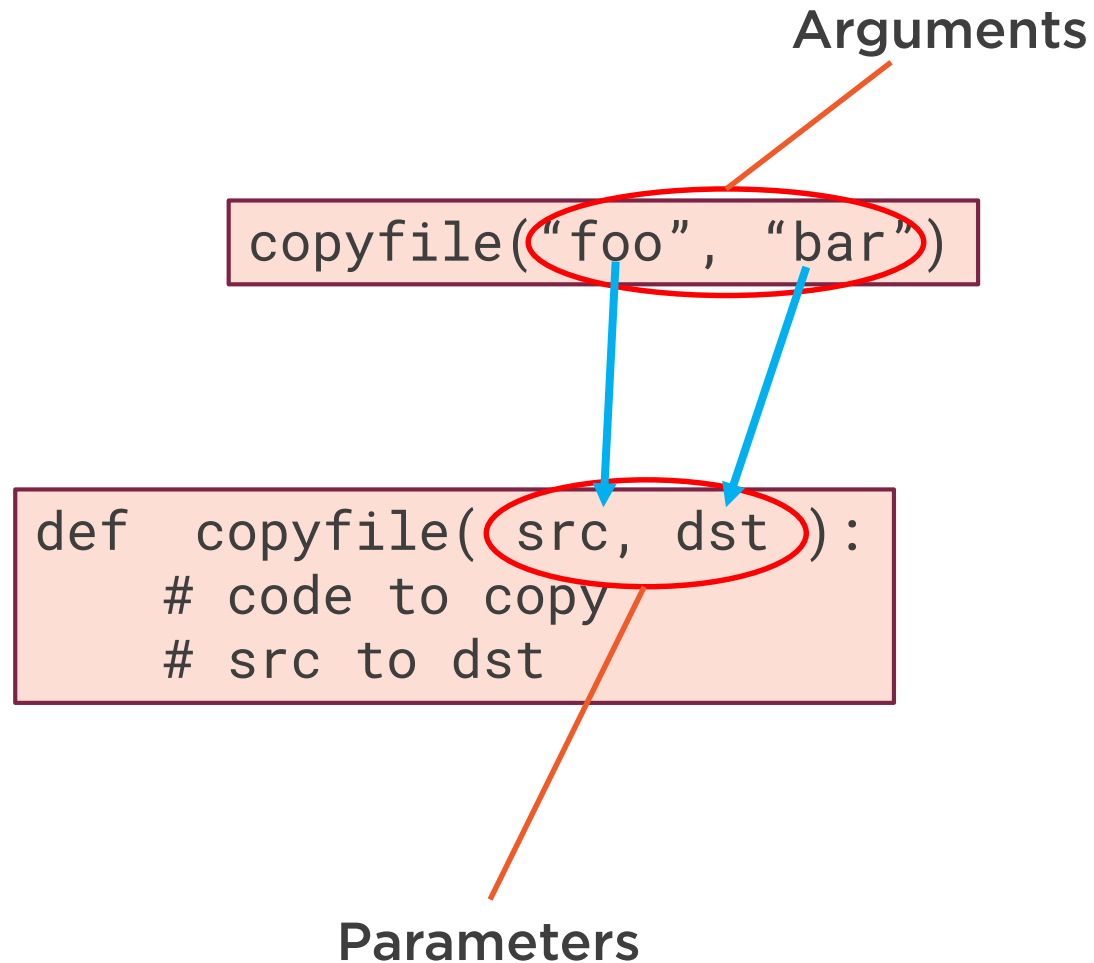 Arguments
copyfile(“foo”, “bar”)
def  copyfile( src, dst ):
    # code to copy
    # src to dst
Parameters